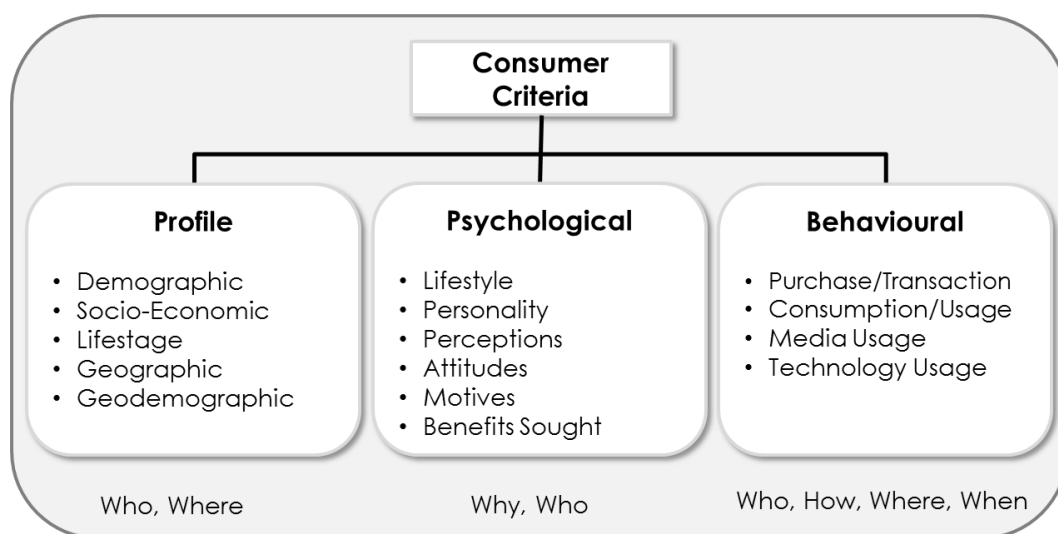 Consumer
Criteria
Profile
• Demographic
• Socio-Economic
• Lifestage
• Geographic
• Geodemographic
Who, Where
Psychological
• Lifestyle
• Personality
• Perceptions
• Attitudes
• Motives
• Benefits Sought
Why, Who
Behavioural
• Purchase/Transaction
• Consumption/Usage
• Media Usage
• Technology Usage
Who, How, Where, When